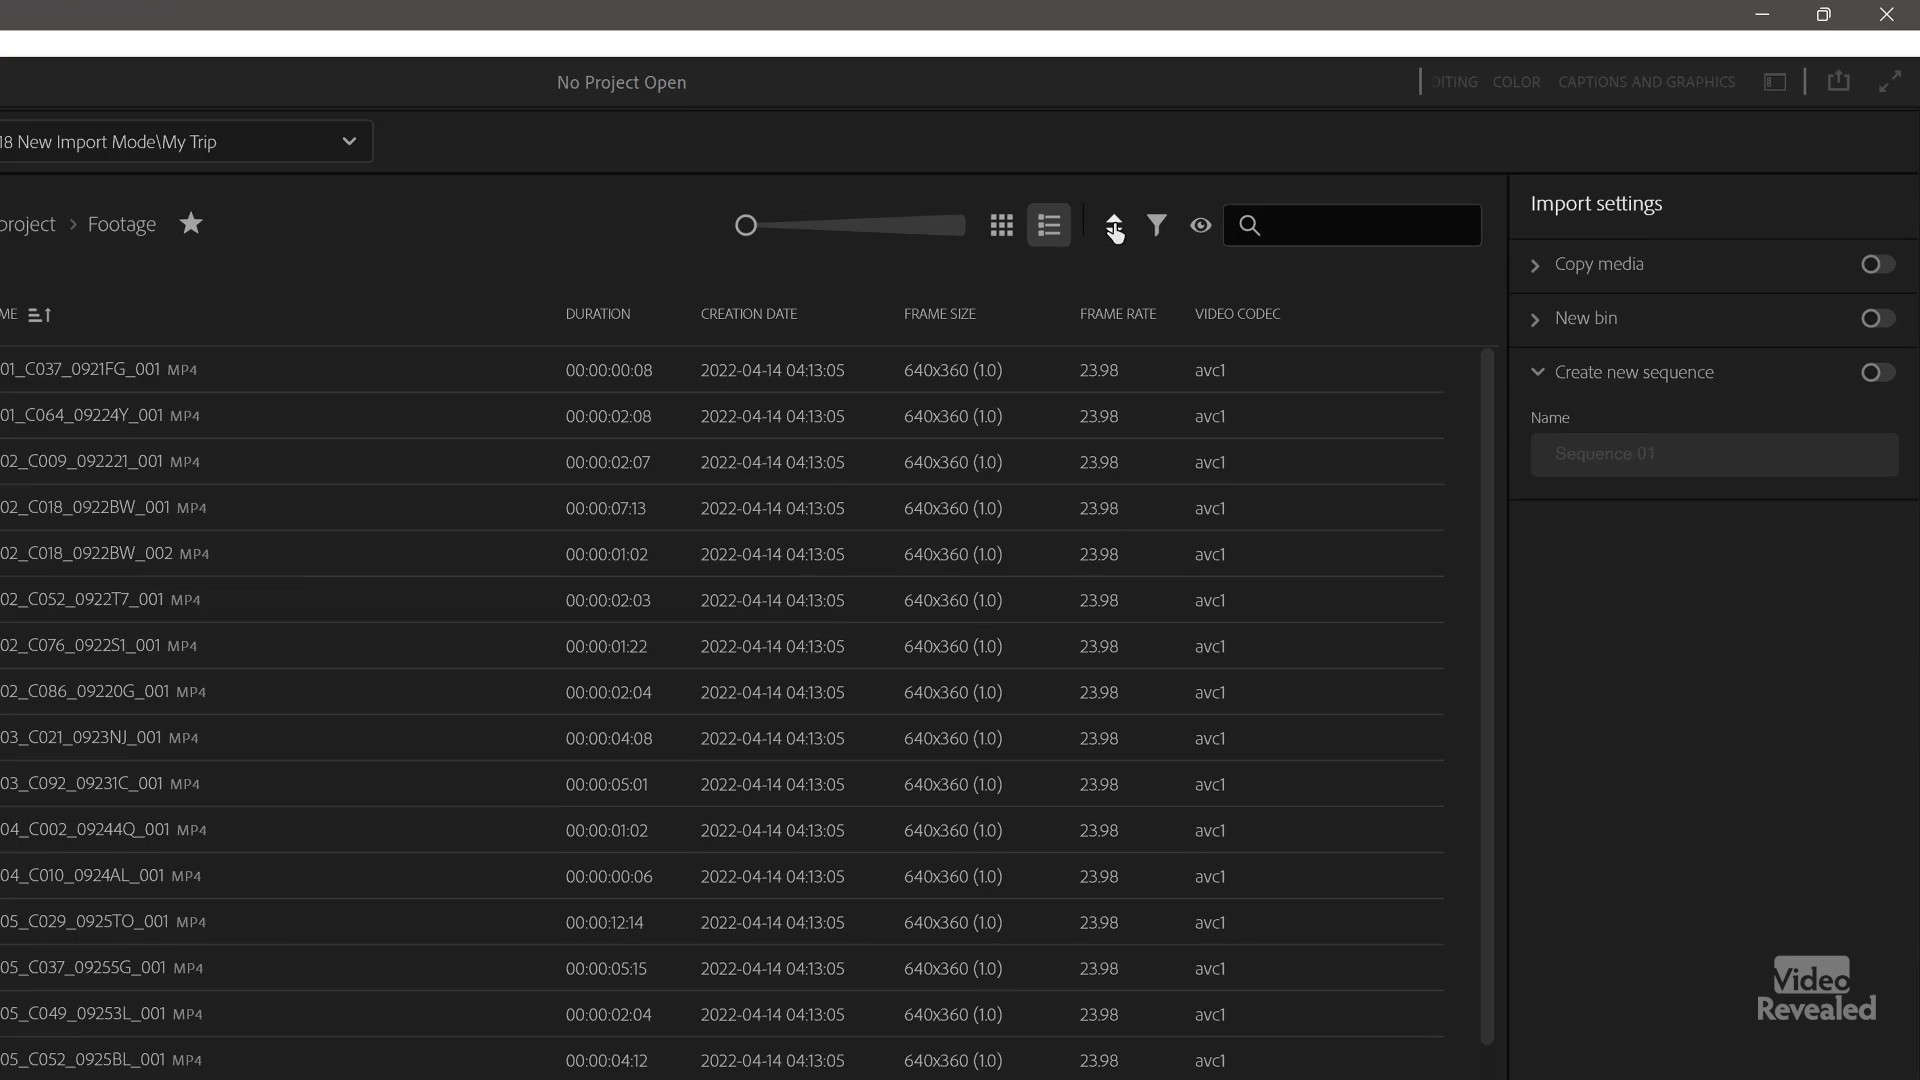 No Project Open
DITING COLOR CAPTIONS AND GRAPHICS
18 New Import Mode\My Trip
project > Footage
Import settings
Copy media
New bin
Create new sequence
Name
Sequence 01
ME DURATION CREATION DATE FRAME SIZE FRAME RATE VIDEO CODEC
01_C037_0921FG_001 MP4 00:00:00:08 2022-04-14 04:13:05 640x360 (1.0) 23.98 avc1
01_C064_09224Y_001 MP4 00:00:02:08 2022-04-14 04:13:05 640x360 (1.0) 23.98 avc1
02_C009_092221_001 MP4 00:00:02:07 2022-04-14 04:13:05 640x360 (1.0) 23.98 avc1
02_C018_0922BW_001 MP4 00:00:07:13 2022-04-14 04:13:05 640x360 (1.0) 23.98 avc1
02_C018_0922BW_002 MP4 00:00:01:02 2022-04-14 04:13:05 640x360 (1.0) 23.98 avc1
02_C052_0922T7_001 MP4 00:00:02:03 2022-04-14 04:13:05 640x360 (1.0) 23.98 avc1
02_C076_0922S1_001 MP4 00:00:01:22 2022-04-14 04:13:05 640x360 (1.0) 23.98 avc1
02_C086_09220G_001 MP4 00:00:02:04 2022-04-14 04:13:05 640x360 (1.0) 23.98 avc1
03_C021_0923NJ_001 MP4 00:00:04:08 2022-04-14 04:13:05 640x360 (1.0) 23.98 avc1
03_C092_09231C_001 MP4 00:00:05:01 2022-04-14 04:13:05 640x360 (1.0) 23.98 avc1
04_C002_09244Q_001 MP4 00:00:01:02 2022-04-14 04:13:05 640x360 (1.0) 23.98 avc1
04_C010_0924AL_001 MP4 00:00:00:06 2022-04-14 04:13:05 640x360 (1.0) 23.98 avc1
05_C029_0925TO_001 MP4 00:00:12:14 2022-04-14 04:13:05 640x360 (1.0) 23.98 avc1
05_C037_09255G_001 MP4 00:00:05:15 2022-04-14 04:13:05 640x360 (1.0) 23.98 avc1
05_C049_09253L_001 MP4 00:00:02:04 2022-04-14 04:13:05 640x360 (1.0) 23.98 avc1
05_C052_0925BL_001 MP4 00:00:04:12 2022-04-14 04:13:05 640x360 (1.0) 23.98 avc1
Video
Revealed